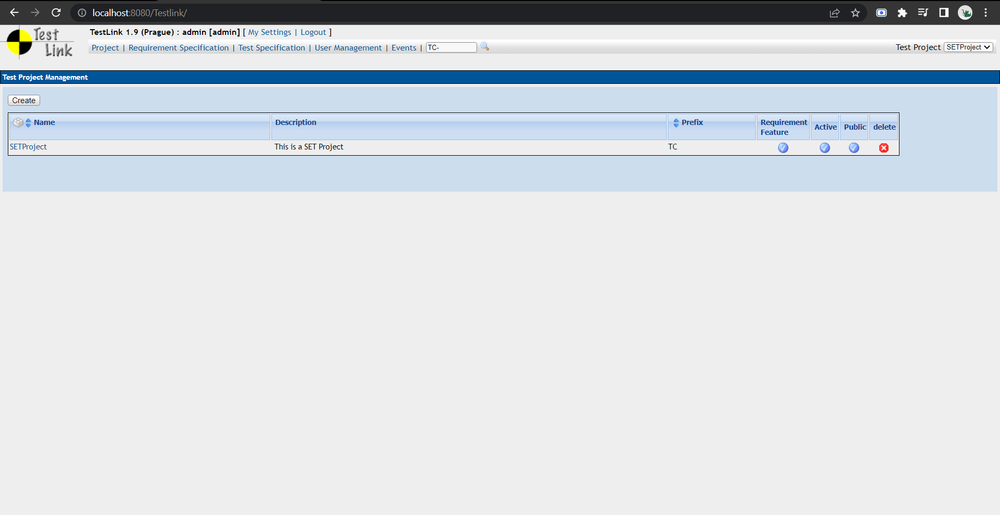 localhost:8080/Testlink/
Test Link
TestLink 1.9 (Prague) : admin [admin] [ My Settings | Logout ]
Project | Requirement Specification | Test Specification | User Management | Events | TC-
Test Project SETProject
Test Project Management
Create
Name Description Prefix Requirement Feature Active Public delete
SETProject This is a SET Project TC